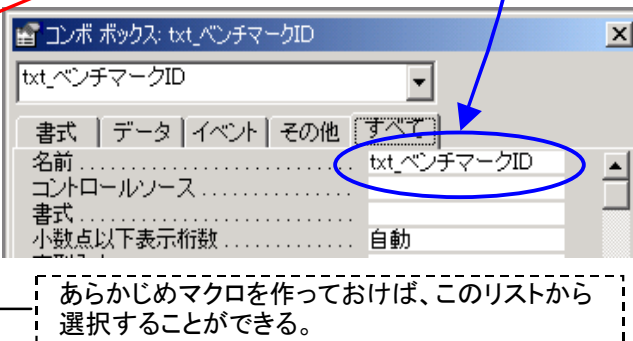 コンボ ボックス: txt_ベンチマークID
txt_ベンチマークID
書式 データ イベント その他 すべて
名前 txt_ベンチマークID
コントロールソース
書式
小数点以下表示桁数 自動
あらかじめマクロを作っておけば、このリストから
選択することができる。